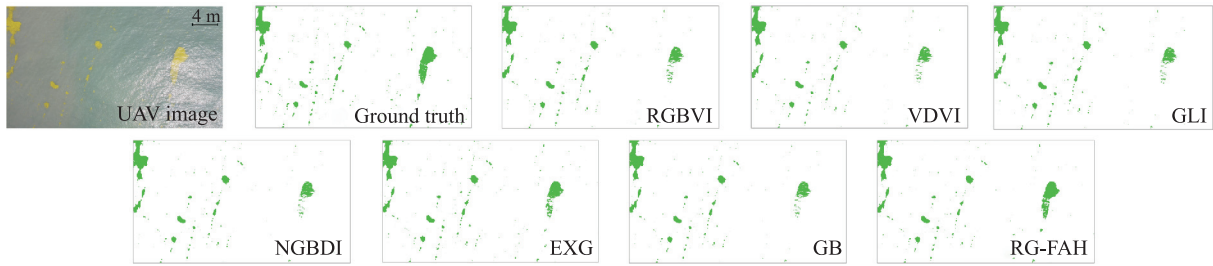 4 m
UAV image
Ground truth
RGBVI
VDVI
GLI
NGBDI
EXG
GB
RG-FAH